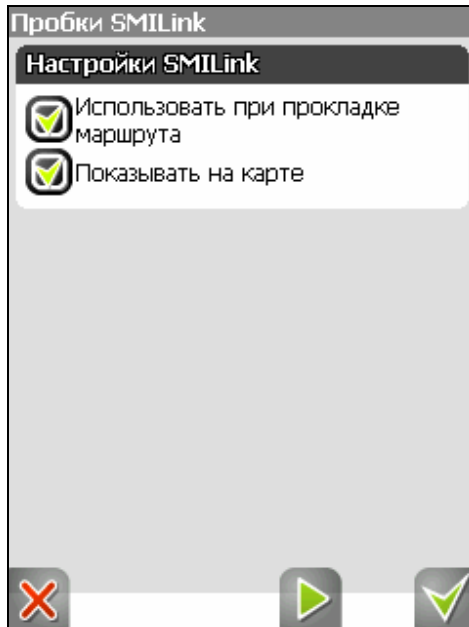 Пробки SMILink
Настройки SMILink
Использовать при прокладке
маршрута
Показывать на карте